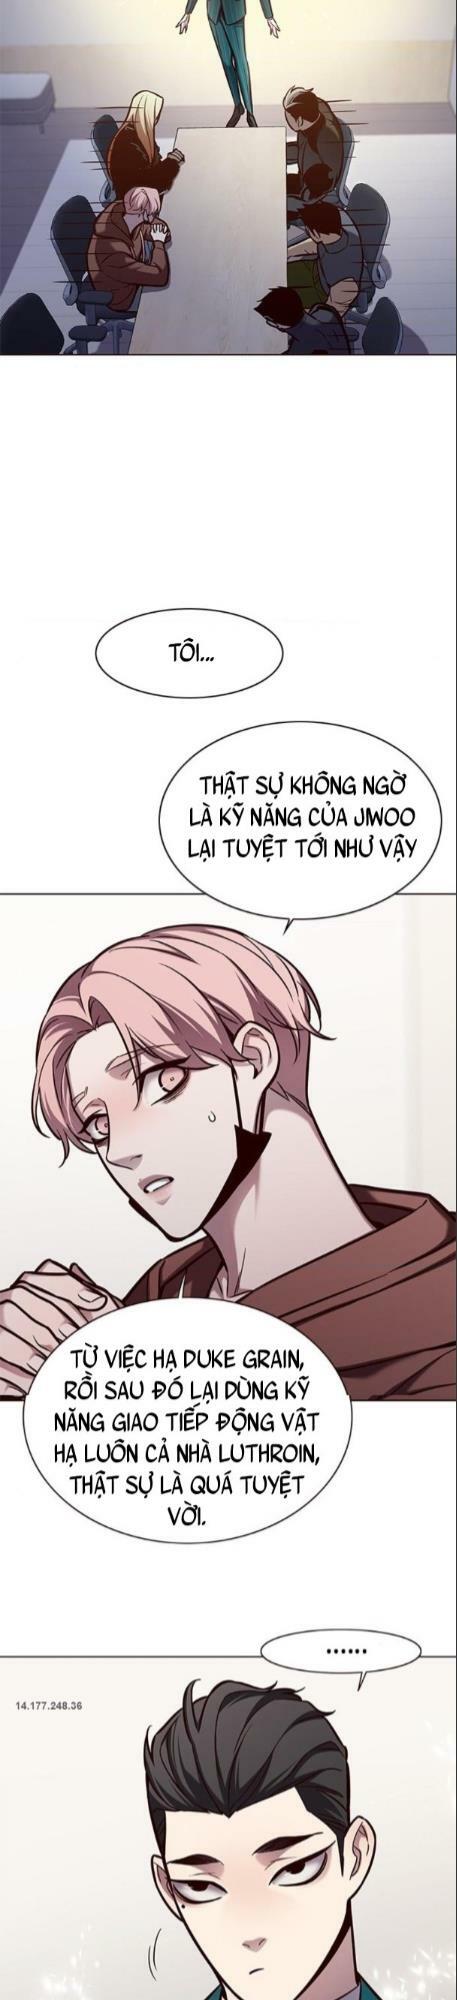 TÔI...
THẬT SỰ KHÔNG NGỜ
LÀ KỸ NĂNG CỦA JIWOO
LẠI TUYỆT TỚI NHƯ VẬY
TỪ VIỆC HẠ DUKE GRAIN,
RỒI SAU ĐÓ LẠI DÙNG KỸ
NĂNG GIAO TIẾP ĐỘNG VẬT
HẠ LUÔN CẢ NHÀ LUTHROIN,
THẬT SỰ LÀ QUÁ TUYỆT
VỜI.
......
14.177.248.36